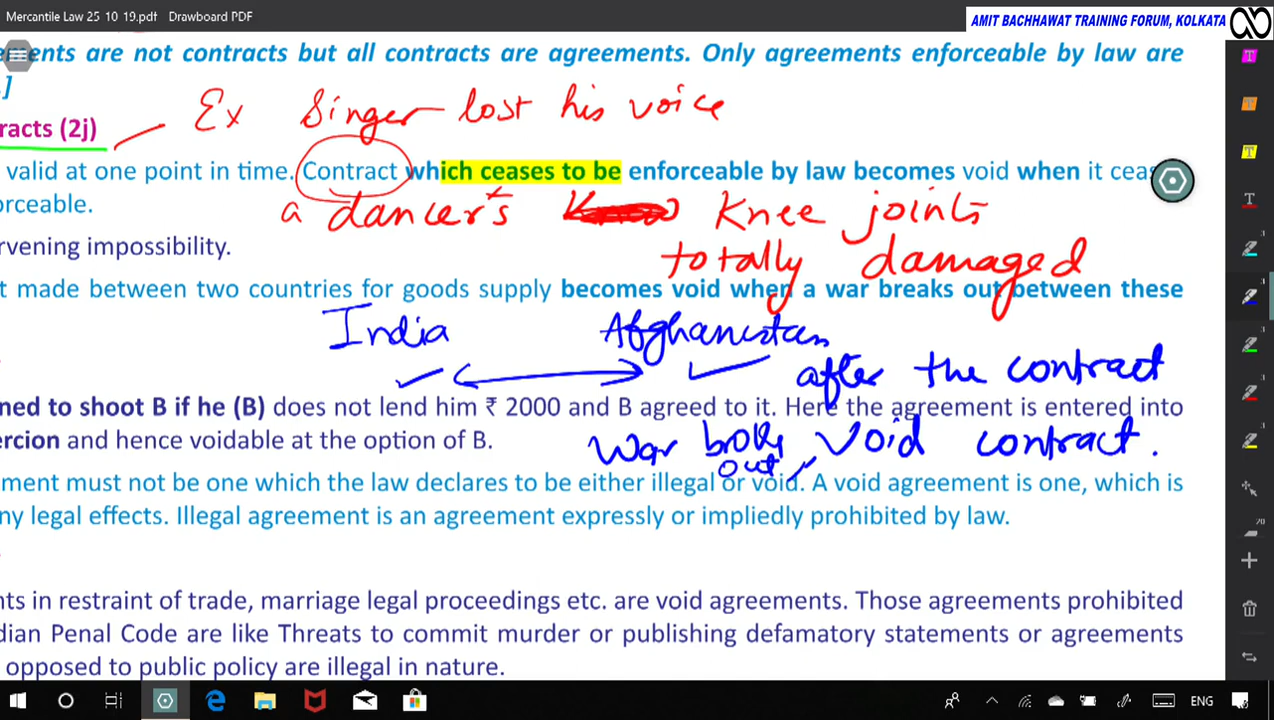 Mercantile Law 25 10 19.pdf * Drawboard PDF
AMIT BACHHAWAT TRAINING FORUM, KOLKATA
ements are not contracts but all contracts are agreements. Only agreements enforceable by law are
.]
Ex Singer lost his voice
racts (2j)
valid at one point in time. Contract which ceases to be enforceable by law becomes void when it ceas
orceable.
a dancer's Knee joints
rvening impossibility.
totally damaged
t made between two countries for goods supply becomes void when a war breaks out between these
India Afghanistan
after the contract
ned to shoot B if he (B) does not lend him ₹ 2000 and B agreed to it. Here the agreement is entered into
ercion and hence voidable at the option of B.
War broke out void contract.
ment must not be one which the law declares to be either illegal or void. A void agreement is one, which is
ny legal effects. Illegal agreement is an agreement expressly or impliedly prohibited by law.
nts in restraint of trade, marriage legal proceedings etc. are void agreements. Those agreements prohibited
dian Penal Code are like Threats to commit murder or publishing defamatory statements or agreements
opposed to public policy are illegal in nature.
ENG